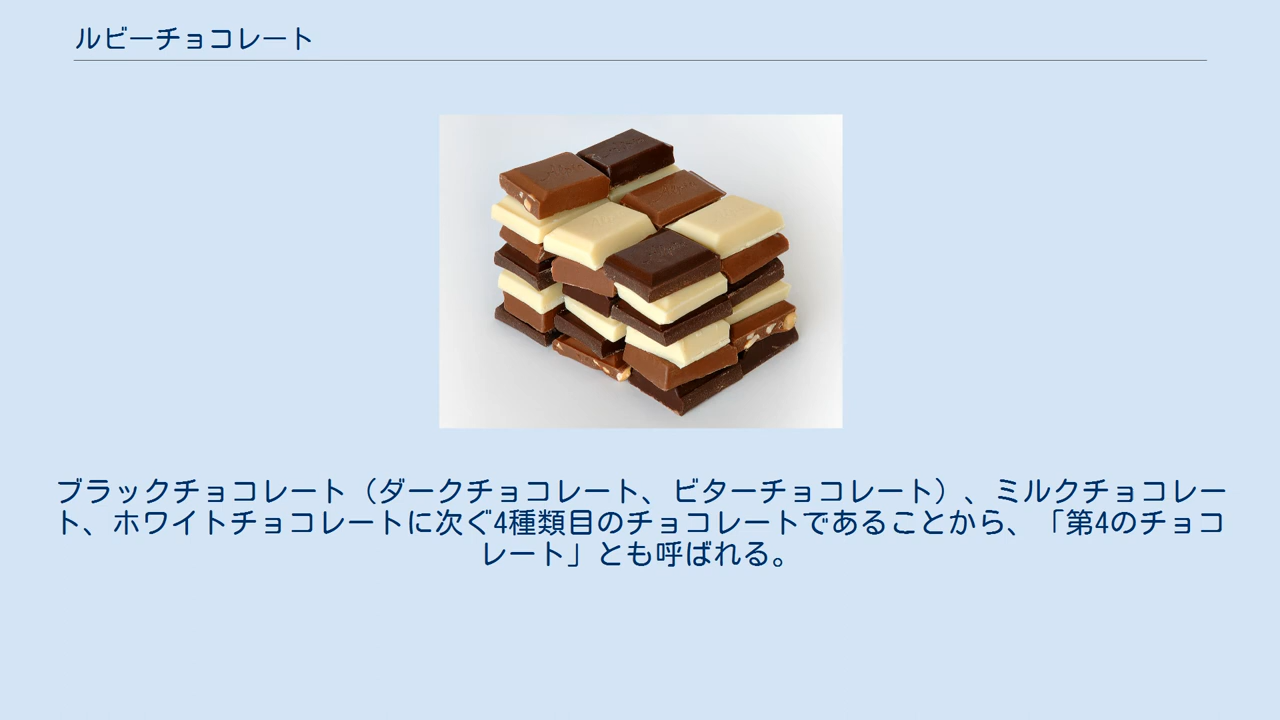 ルビーチョコレート
ブラックチョコレート（ダークチョコレート、ビターチョコレート）、ミルクチョコレー
ト、ホワイトチョコレートに次ぐ4種類目のチョコレートであることから、「第4のチョコ
レート」とも呼ばれる。